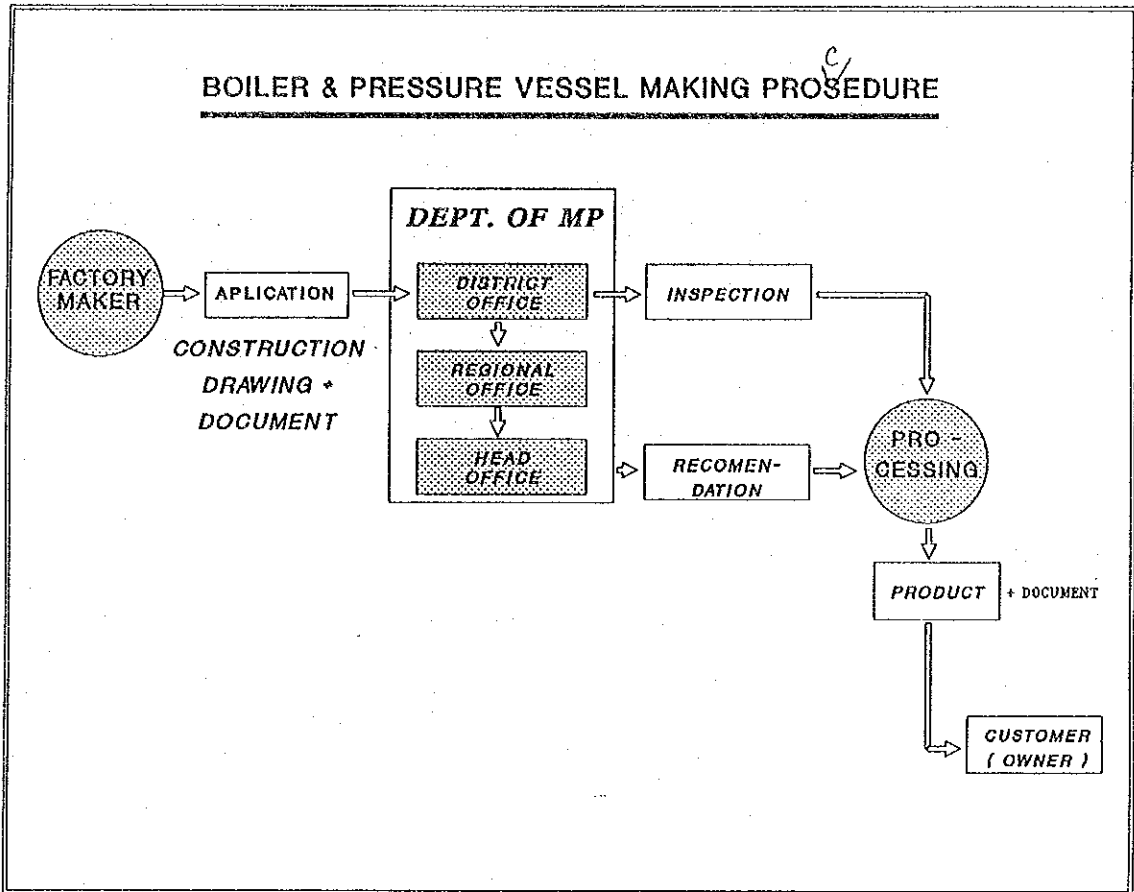 C
BOILER & PRESSURE VESSEL MAKING PROSEDURE
DEPT. OF MP
FACTORY
MAKER
APLICATION
CONSTRUCTION
DRAWING +
DOCUMENT
DISTRICT
OFFICE
REGIONAL
OFFICE
HEAD
OFFICE
INSPECTION
RECOMEN-
DATION
PRO -
CESSING
PRODUCT
+ DOCUMENT
CUSTOMER
( OWNER )